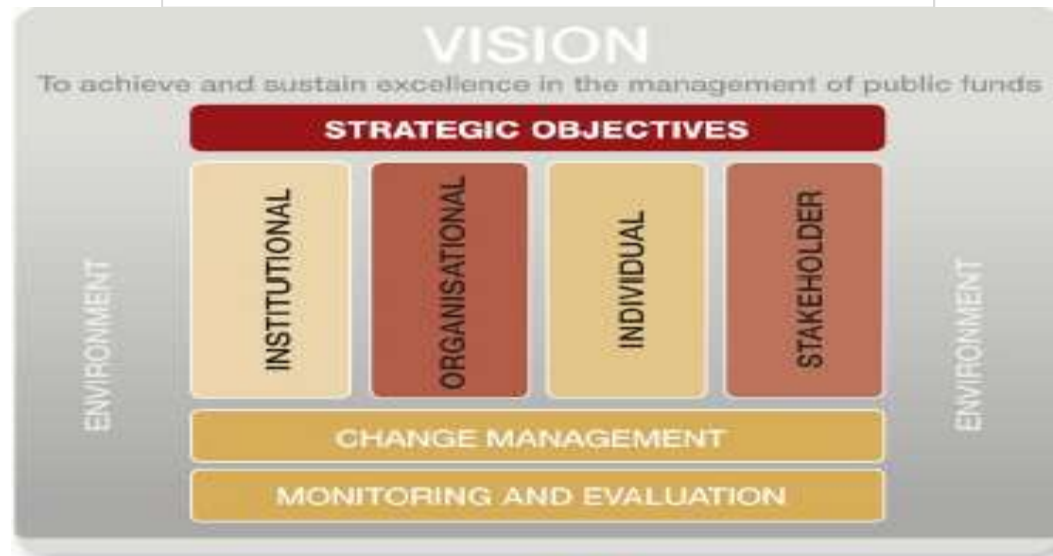 VISION
To achieve and sustain excellence in the management of public funds
STRATEGIC OBJECTIVES
ENVIRONMENT
INSTITUTIONAL
ORGANISATIONAL
INDIVIDUAL
STAKEHOLDER
ENVIRONMENT
CHANGE MANAGEMENT
MONITORING AND EVALUATION